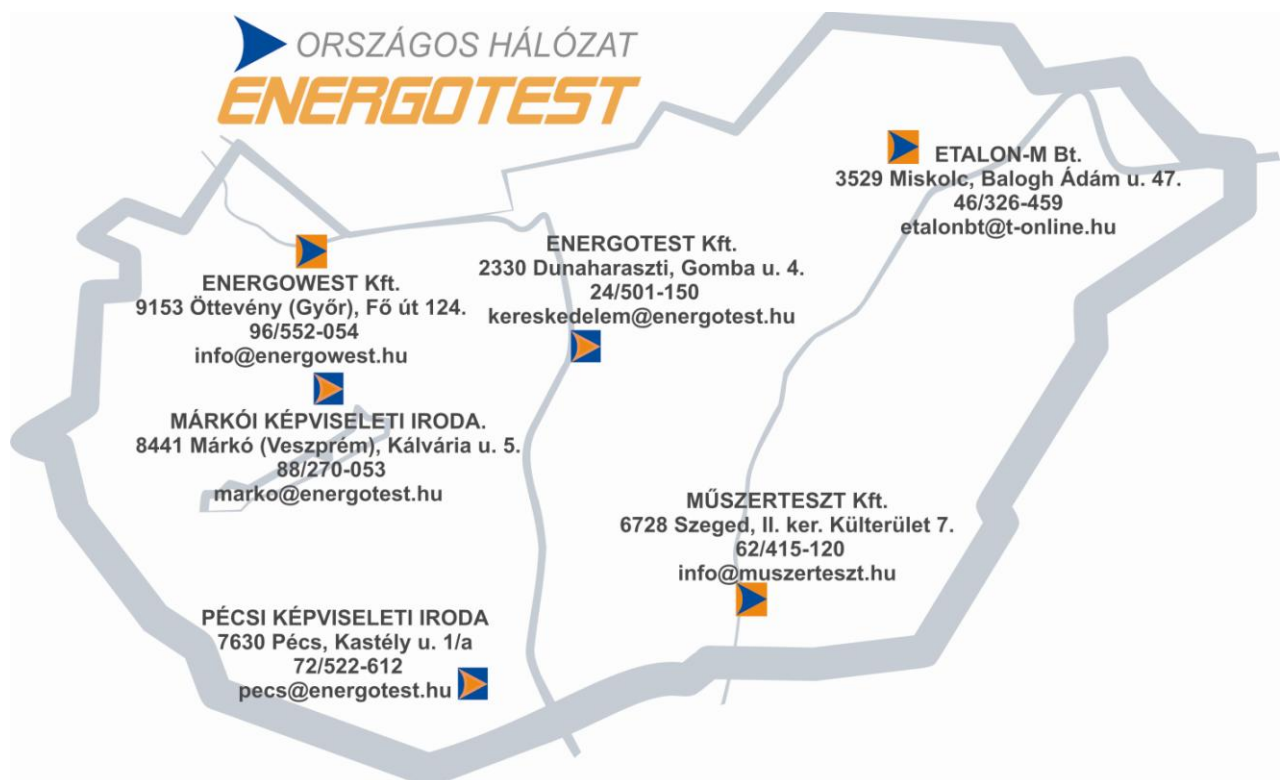 ORSZÁGOS HÁLÓZAT
ENERGOTEST
ETALON-M Bt.
3529 Miskolc, Balogh Ádám u. 47.
46/326-459
etalonbt@t-online.hu
ENERGOTEST Kft.
2330 Dunaharaszti, Gomba u. 4.
24/501-150
kereskedelem@energotest.hu
ENERGOWEST Kft.
9153 Öttevény (Győr), Fő út 124.
96/552-054
info@energowest.hu
MÁRKÓI KÉPVISELETI IRODA.
8441 Márkó (Veszprém), Kálvária u. 5.
88/270-053
marko@energotest.hu
MŰSZERTESZT Kft.
6728 Szeged, II. ker. Külterület 7.
62/415-120
info@muszerteszt.hu
PÉCSI KÉPVISELETI IRODA
7630 Pécs, Kastély u. 1/a
72/522-612
pecs@energotest.hu